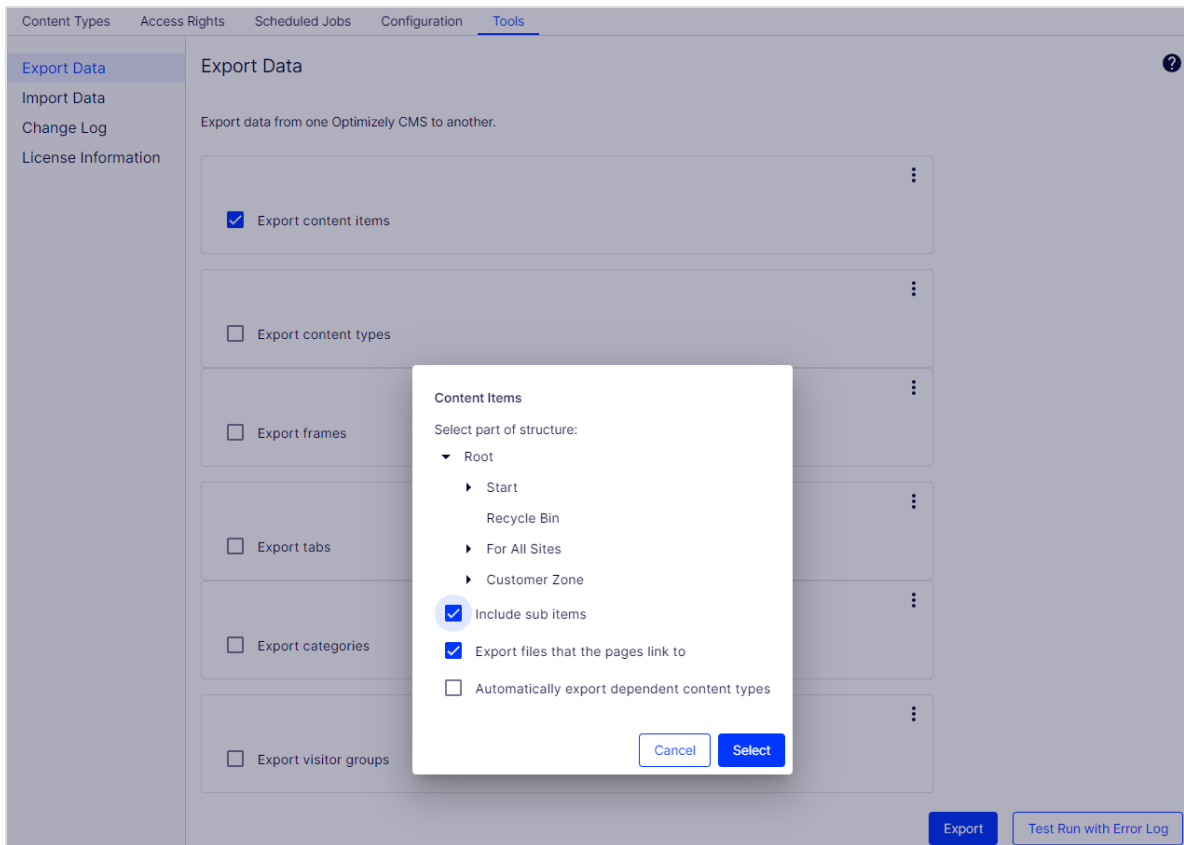 Content Types Access Rights Scheduled Jobs Configuration Tools
Export Data
Import Data
Change Log
License Information
Export Data
?
Export data from one Optimizely CMS to another.
Export content items
Export content types
Export frames
Export tabs
Export categories
Export visitor groups
Content Items
Select part of structure:
Root
Start
Recycle Bin
For All Sites
Customer Zone
Include sub items
Export files that the pages link to
Automatically export dependent content types
Cancel Select
Export Test Run with Error Log